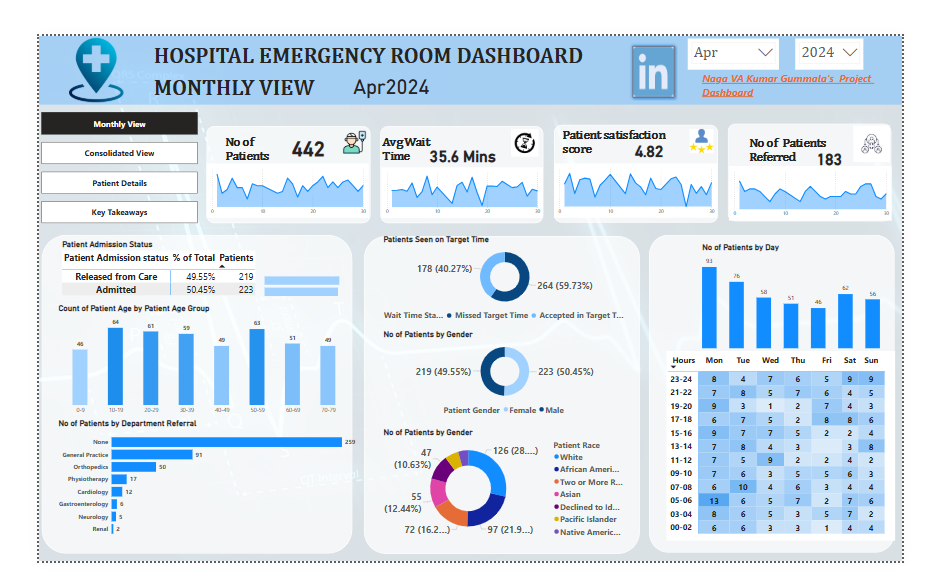 HOSPITAL EMERGENCY ROOM DASHBOARD
MONTHLY VIEW Apr2024
in
Apr
2024
Naga VA Kumar Gummala's Project
Dashboard
Monthly View
Consolidated View
Patient Details
Key Takeaways
No of
Patients 442
0 10 20 30
Avg Wait
Time 35.6 Mins
0 10 20 30
Patient satisfaction
score 4.82
0 10 20 30
No of Patients
Referred 183
0 10 20 30
Patient Admission Status
Patient Admission status % of Total Patients
Released from Care 49.55% 219
Admitted 50.45% 223
Count of Patient Age by Patient Age Group
46 64 61 59 49 63 51 49
0-9 10-19 20-29 30-39 40-49 50-59 60-69 70-79
No of Patients by Department Referral
None 259
General Practice 91
Orthopedics 50
Physiotherapy 17
Cardiology 12
Gastroenterology 6
Neurology 5
Renal 2
Patients Seen on Target Time
178 (40.27%)
264 (59.73%)
Wait Time Sta... Missed Target Time Accepted in Target T...
No of Patients by Gender
219 (49.55%) 223 (50.45%)
Patient Gender Female Male
No of Patients by Gender
47
(10.63%)
126 (28....)
55
(12.44%)
72 (16.2...)
97 (21.9...)
Patient Race
White
African Ameri...
Two or More R...
Asian
Declined to Id...
Pacific Islander
Native Americ...
No of Patients by Day
93 76 58 51 46 62 56
Hours Mon Tue Wed Thu Fri Sat Sun
23-24 8 4 7 6 5 9 9
21-22 7 8 5 7 6 4 5
19-20 9 3 1 2 7 4 3
17-18 6 7 5 2 8 8 6
15-16 9 7 7 5 2 2 4
13-14 7 8 4 3 3 8
11-12 5 5 9 2 2 4 2
09-10 7 6 3 5 5 6 3
07-08 6 10 4 6 3 4 4
05-06 13 6 5 7 2 7 6
03-04 8 6 5 3 5 7 2
00-02 6 6 3 3 1 4 4